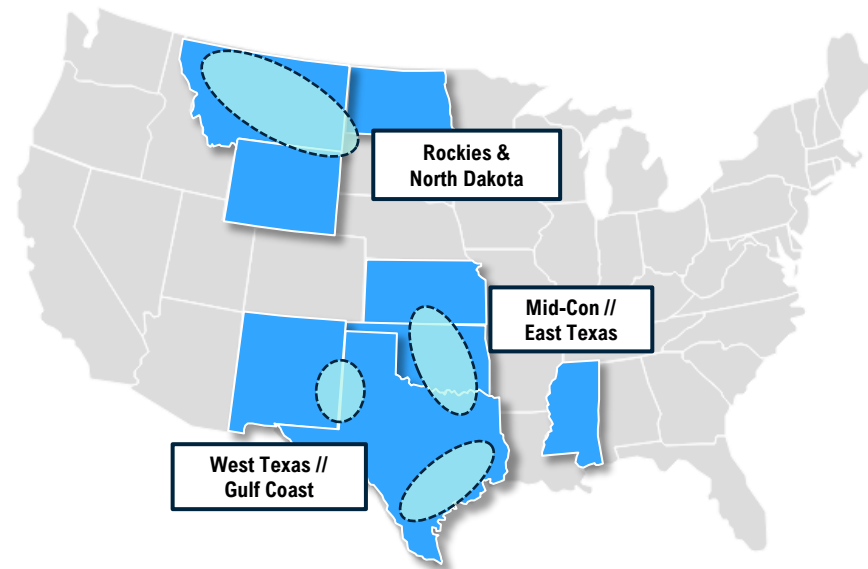 Rockies &
North Dakota
Mid-Con //
East Texas
West Texas //
Gulf Coast